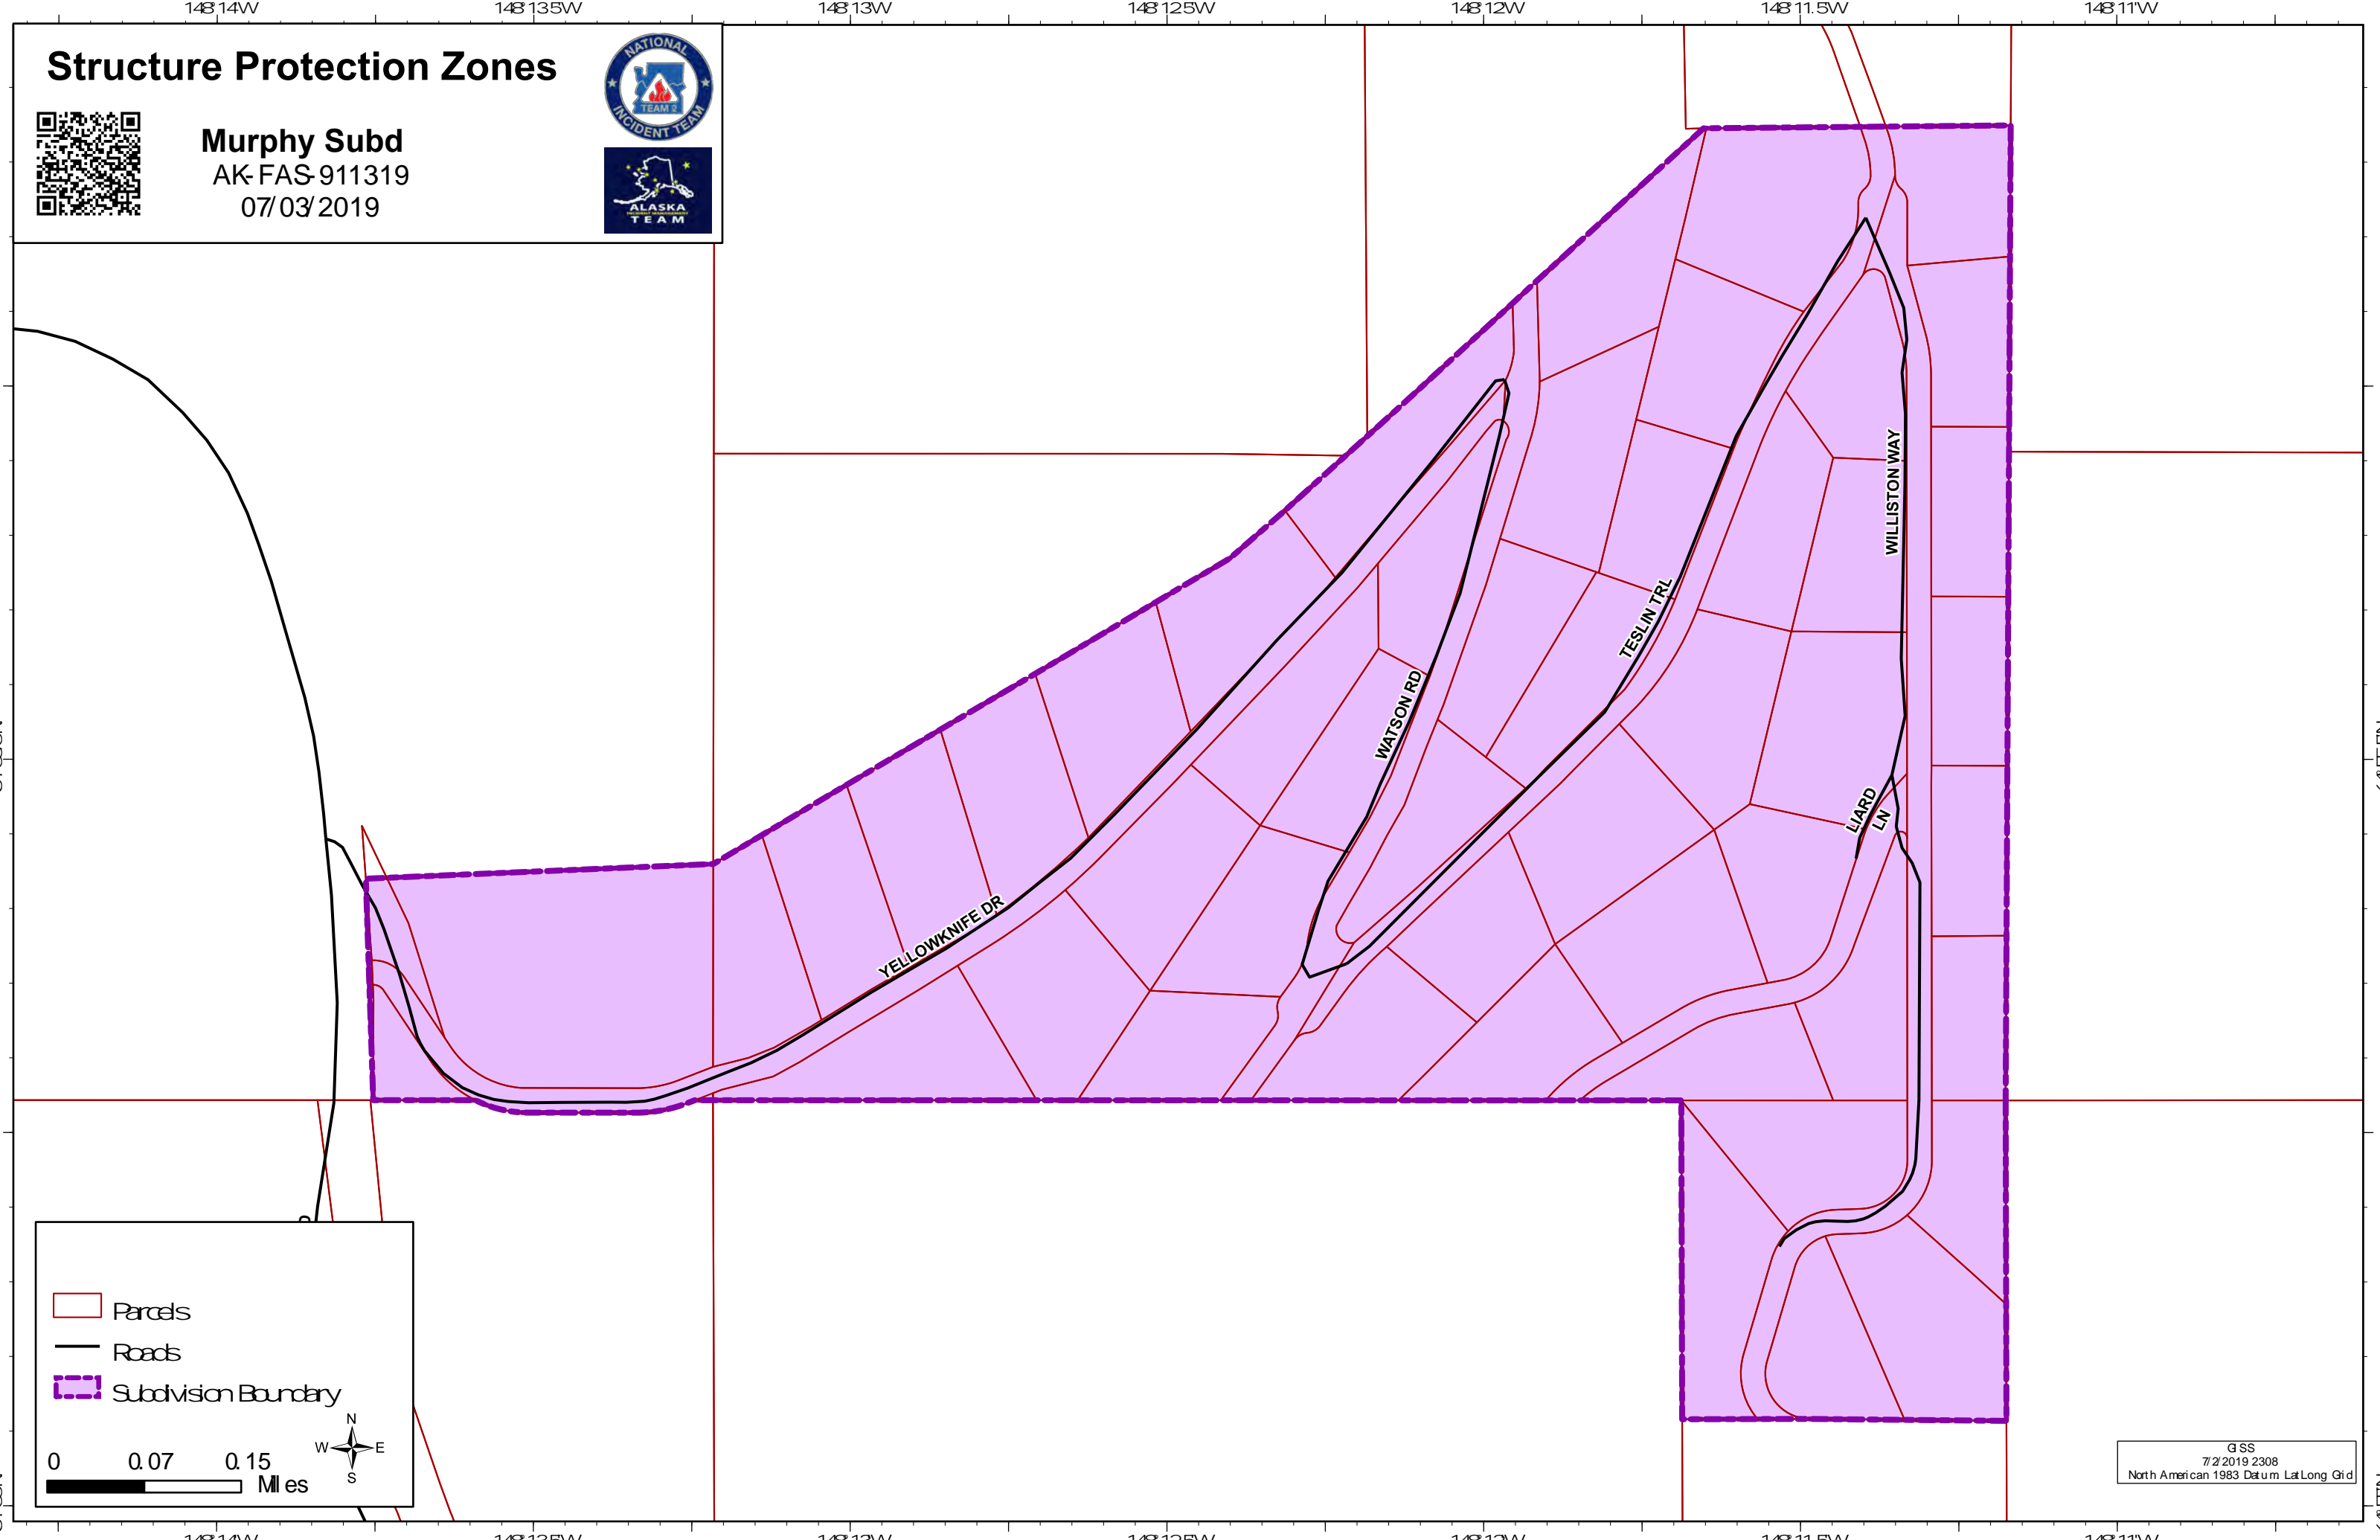 148°14'W 148°13.5'W 148°13'W 148°12.5'W 148°12'W 148°11.5'W 148°11'W
Structure Protection Zones
Murphy Subd
AK-FAS-911319
07/03/2019
NATIONAL
TEAM 2
INCIDENT TEAM
ALASKA
INCIDENT MANAGEMENT
TEAM
WILLISTON WAY
TESLIN TRL
WATSON RD
LIARD
LN
YELLOWKNIFE DR
Parcels
Roads
Subdivision Boundary
N
W E
S
0 0.07 0.15
Miles
GISS
7/2/2019 2308
North American 1983 Datum. Lat Long Grid